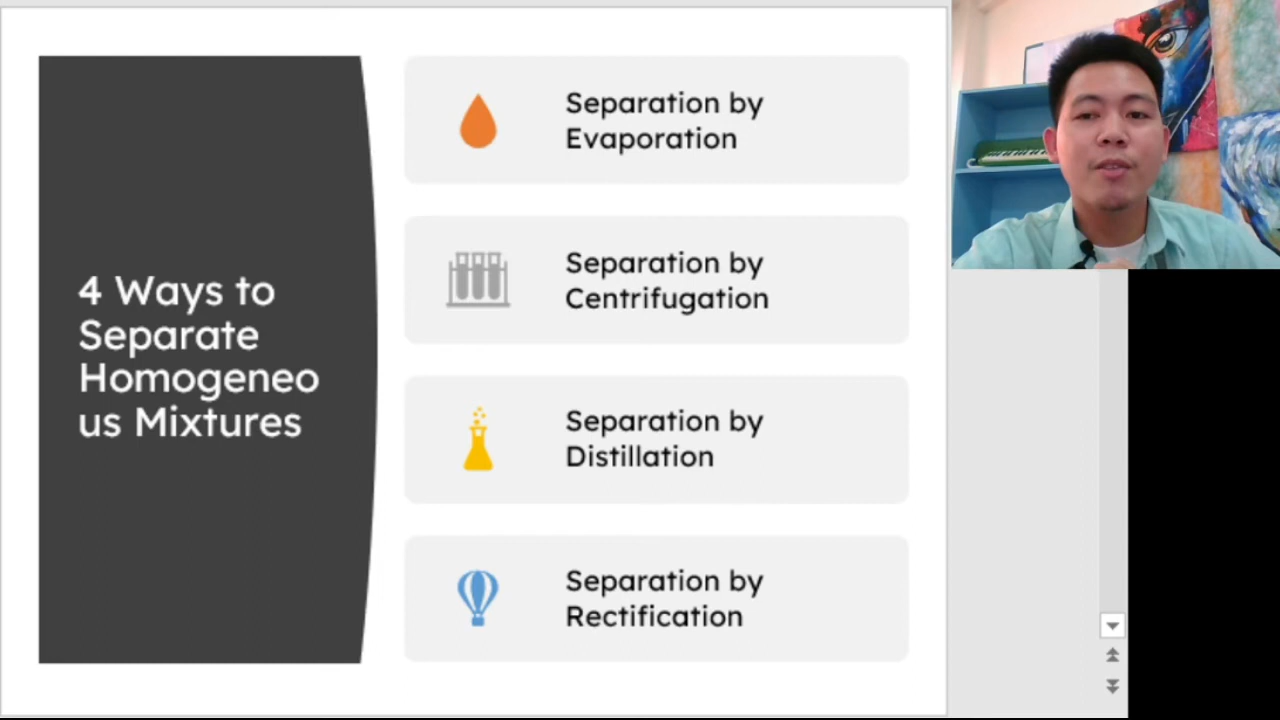 4 Ways to
Separate
Homogeneo
us Mixtures
Separation by
Evaporation
Separation by
Centrifugation
Separation by
Distillation
Separation by
Rectification